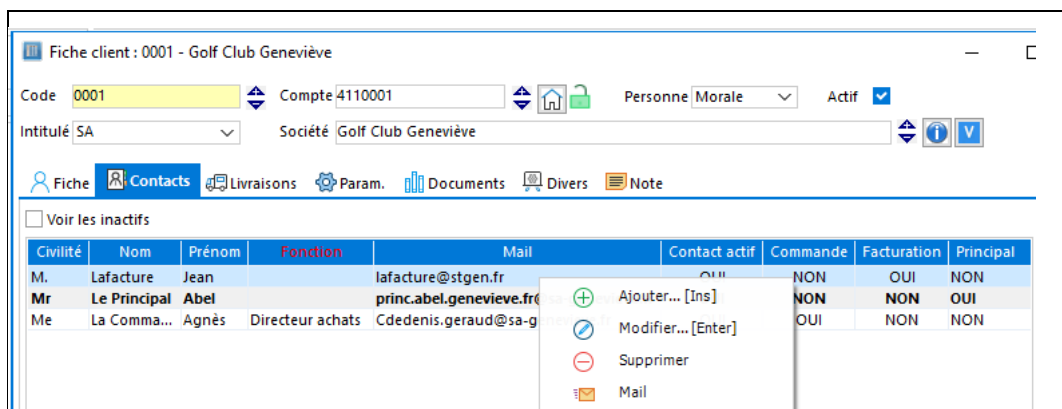 Fiche client : 0001 - Golf Club Geneviève
Code 0001 Compte 4110001 Personne Morale Actif
Intitulé SA Société Golf Club Geneviève V
Fiche Contacts Livraisons Param. Documents Divers Note
Voir les inactifs
Civilité Nom Prénom Fonction Mail Contact actif Commande Facturation Principal
M. Lafacture Jean lafacture@stgen.fr OUI NON OUI NON
Mr Le Principal Abel princ.abel.genevieve.fr@ NON NON OUI
Me La Comma... Agnès Directeur achats Cdedenis.geraud@sa-g OUI NON NON
Ajouter... [Ins]
Modifier... [Enter]
Supprimer
Mail